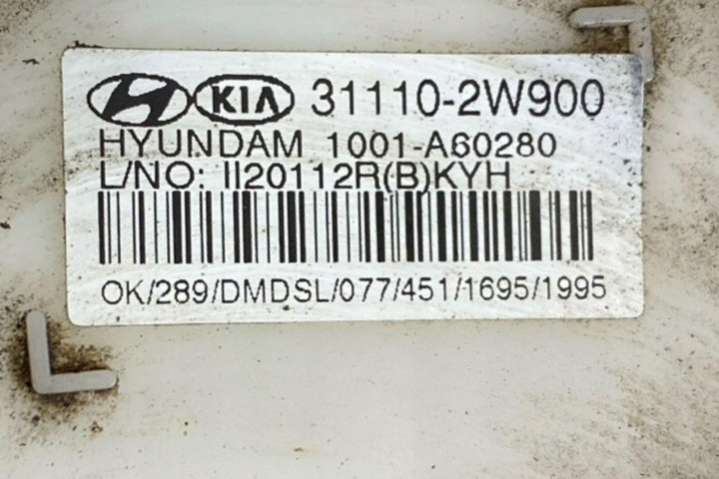 KIA 31110-2W900
HYUNDAM 1001-A60280
L/NO: II20112R(B)KYH
OK/289/DMDSL/077/451/1695/1995